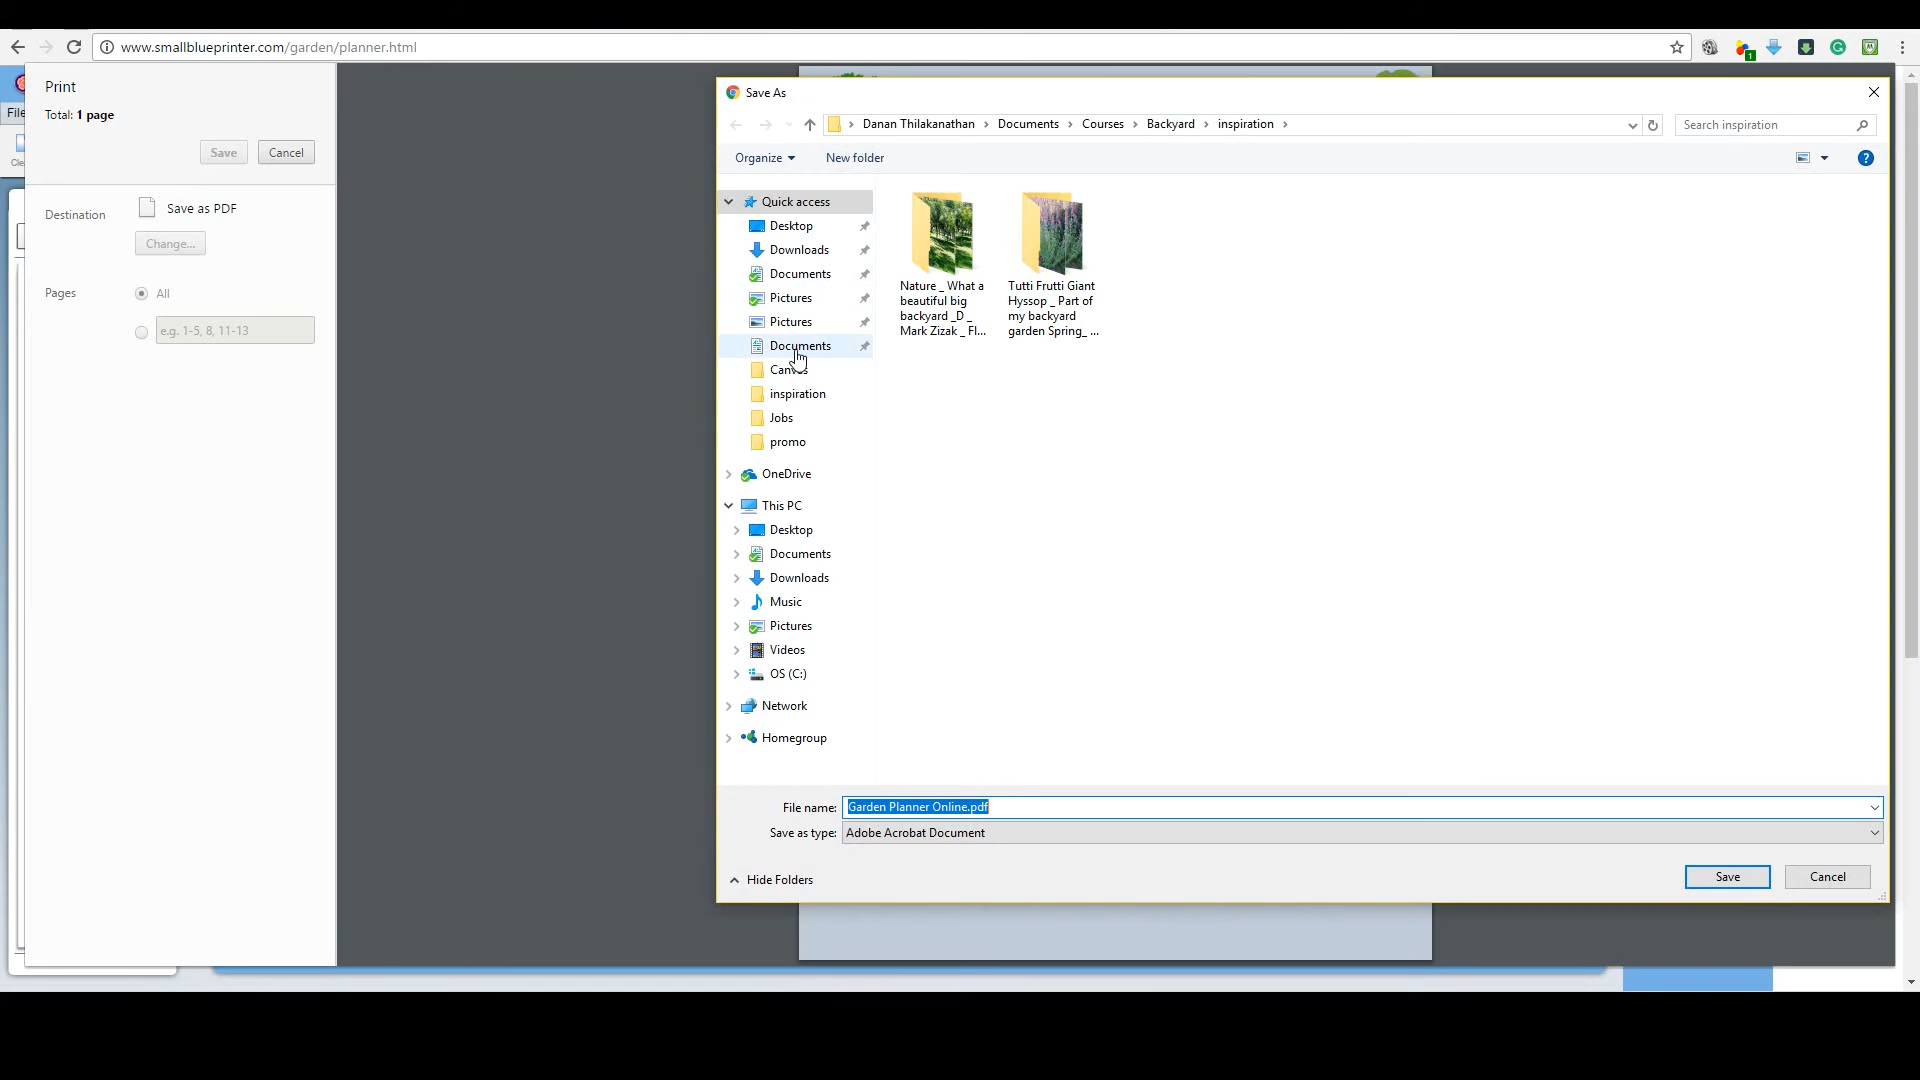 www.smallblueprinter.com/garden/planner.html
Print
Total: 1 page
Save
Cancel
Destination
Save as PDF
Change...
Pages
All
e.g. 1-5, 8, 11-13
File
Save As
Danan Thilakanathan
Documents
Courses
Backyard
inspiration
Search inspiration
Organize
New folder
Quick access
Desktop
Downloads
Documents
Pictures
Pictures
Documents
Canvas
inspiration
Jobs
promo
OneDrive
This PC
Desktop
Documents
Downloads
Music
Pictures
Videos
OS (C:)
Network
Homegroup
Nature _ What a
beautiful big
backyard _D _
Mark Zizak _ Fl...
Tutti Frutti Giant
Hyssop _ Part of
my backyard
garden Spring_ ...
File name: Garden Planner Online.pdf
Save as type: Adobe Acrobat Document
Hide Folders
Save
Cancel